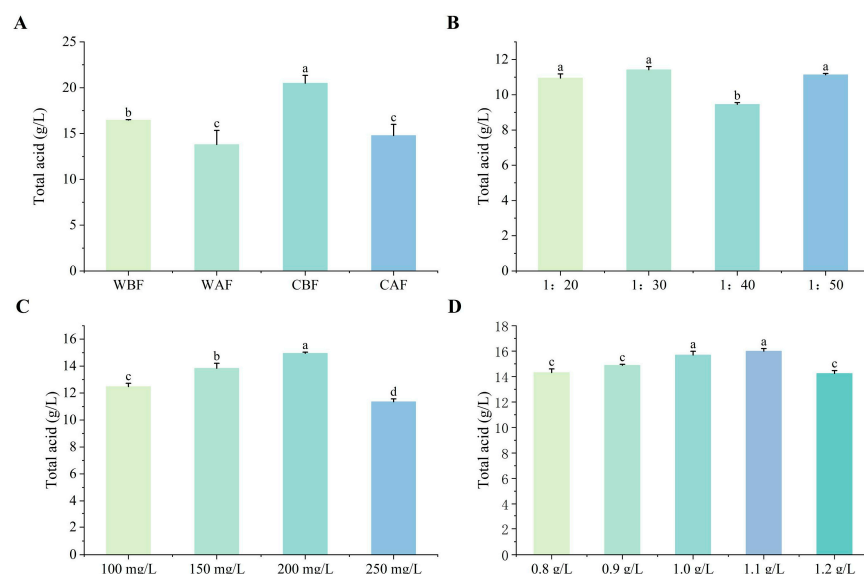 A
Total acid (g/L)
25
20
15
10
5
0
b
c
a
c
WBF WAF CBF CAF
B
Total acid (g/L)
12
10
8
6
4
2
0
a
a
b
a
1：20 1：30 1：40 1：50
C
Total acid (g/L)
16
14
12
10
8
6
4
2
0
c
b
a
d
100 mg/L 150 mg/L 200 mg/L 250 mg/L
D
Total acid (g/L)
18
16
14
12
10
8
6
4
2
0
c
c
a
a
c
0.8 g/L 0.9 g/L 1.0 g/L 1.1 g/L 1.2 g/L